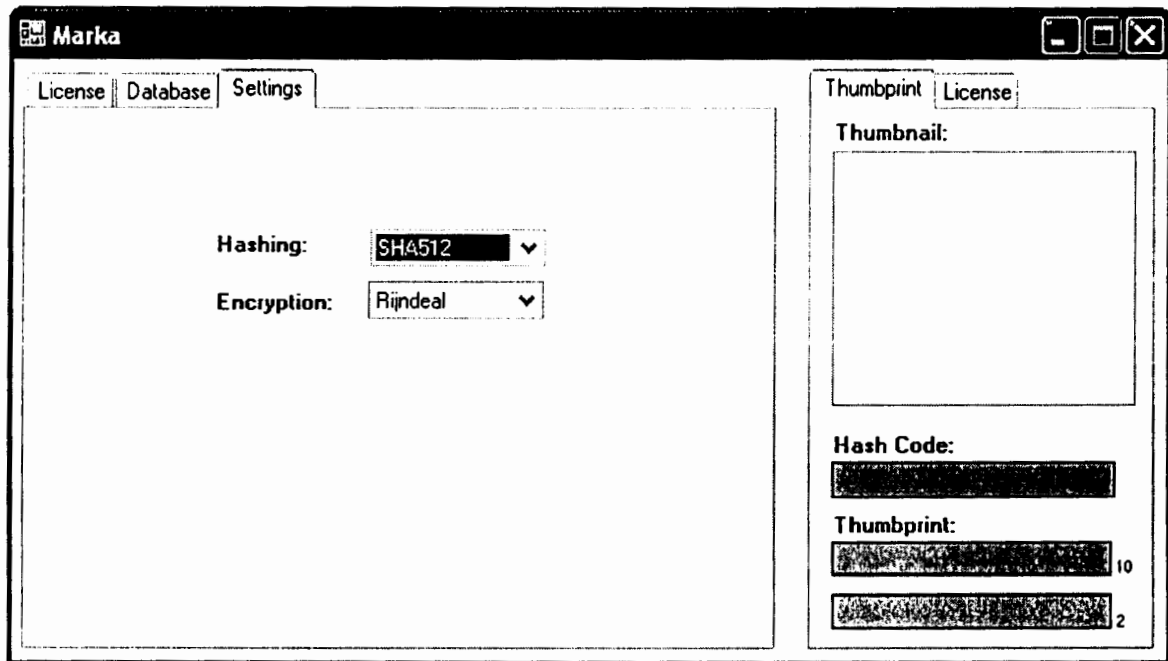 Marka
License Database Settings
Hashing: SHA512
Encryption: Rijndeal
Thumbprint License
Thumbnail:
Hash Code:
Thumbprint:
10
2